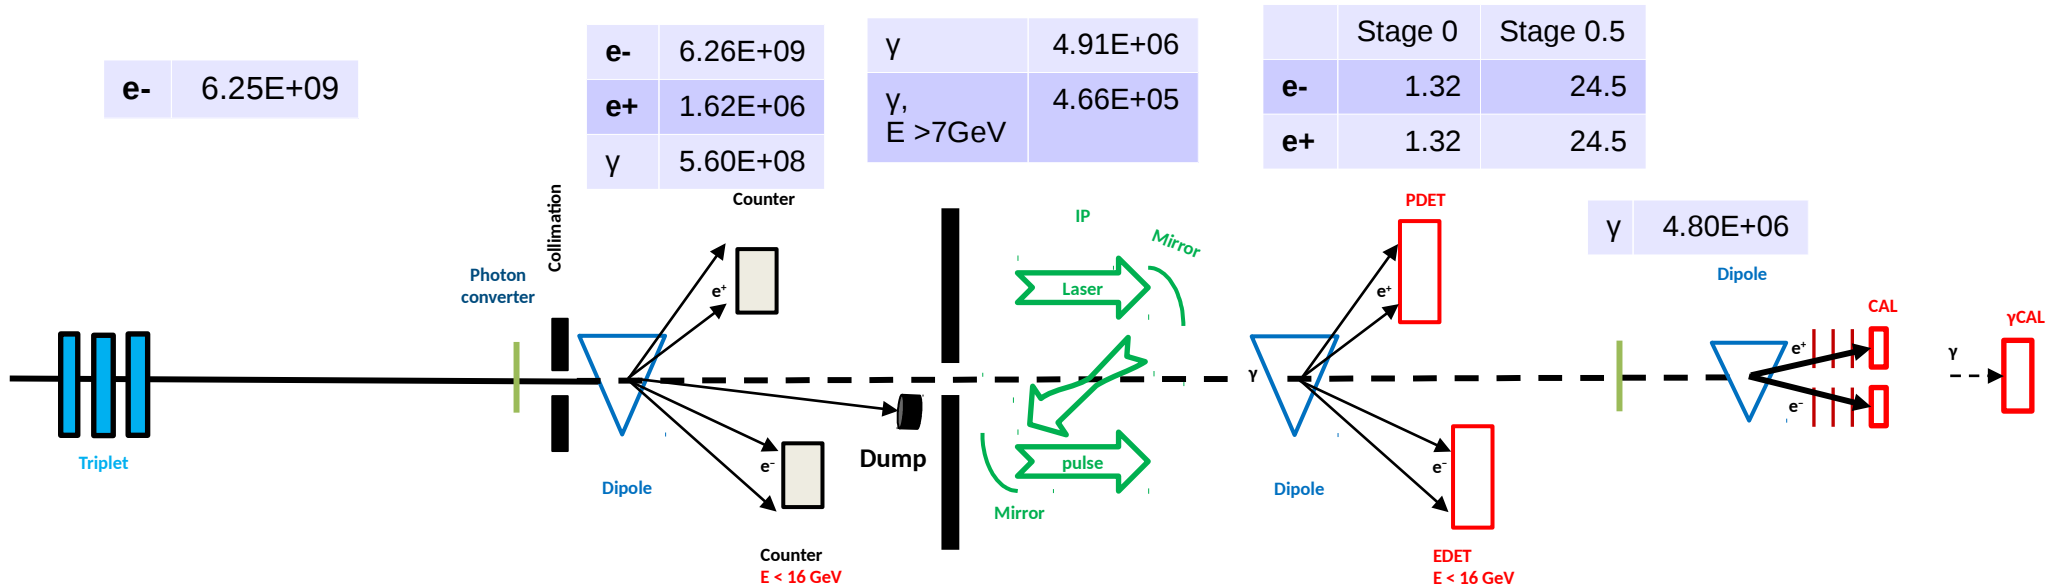 e- 6.25E+09
e- 6.26E+09
e+ 1.62E+06
γ 5.60E+08
γ 4.91E+06
γ, 4.66E+05
E >7GeV
Stage 0 Stage 0.5
e- 1.32 24.5
e+ 1.32 24.5
γ 4.80E+06
Collimation
Counter
Photon
converter
e⁺
IP
Mirror
Laser
PDET
e⁺
Dipole
CAL
γCAL
e⁺
γ
γ
e⁻
Triplet
e⁻
Dipole
Dump
pulse
Mirror
e⁻
Dipole
Counter
E < 16 GeV
EDET
E < 16 GeV